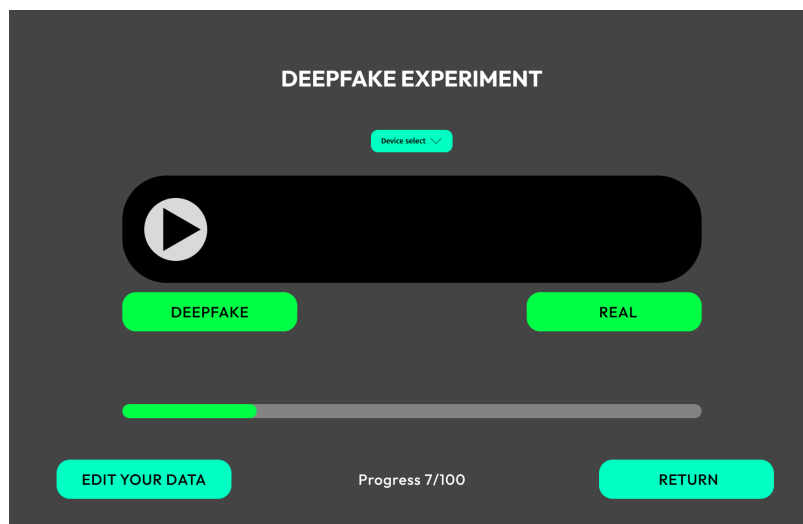 DEEPFAKE EXPERIMENT
Device select
DEEPFAKE
REAL
EDIT YOUR DATA
Progress 7/100
RETURN